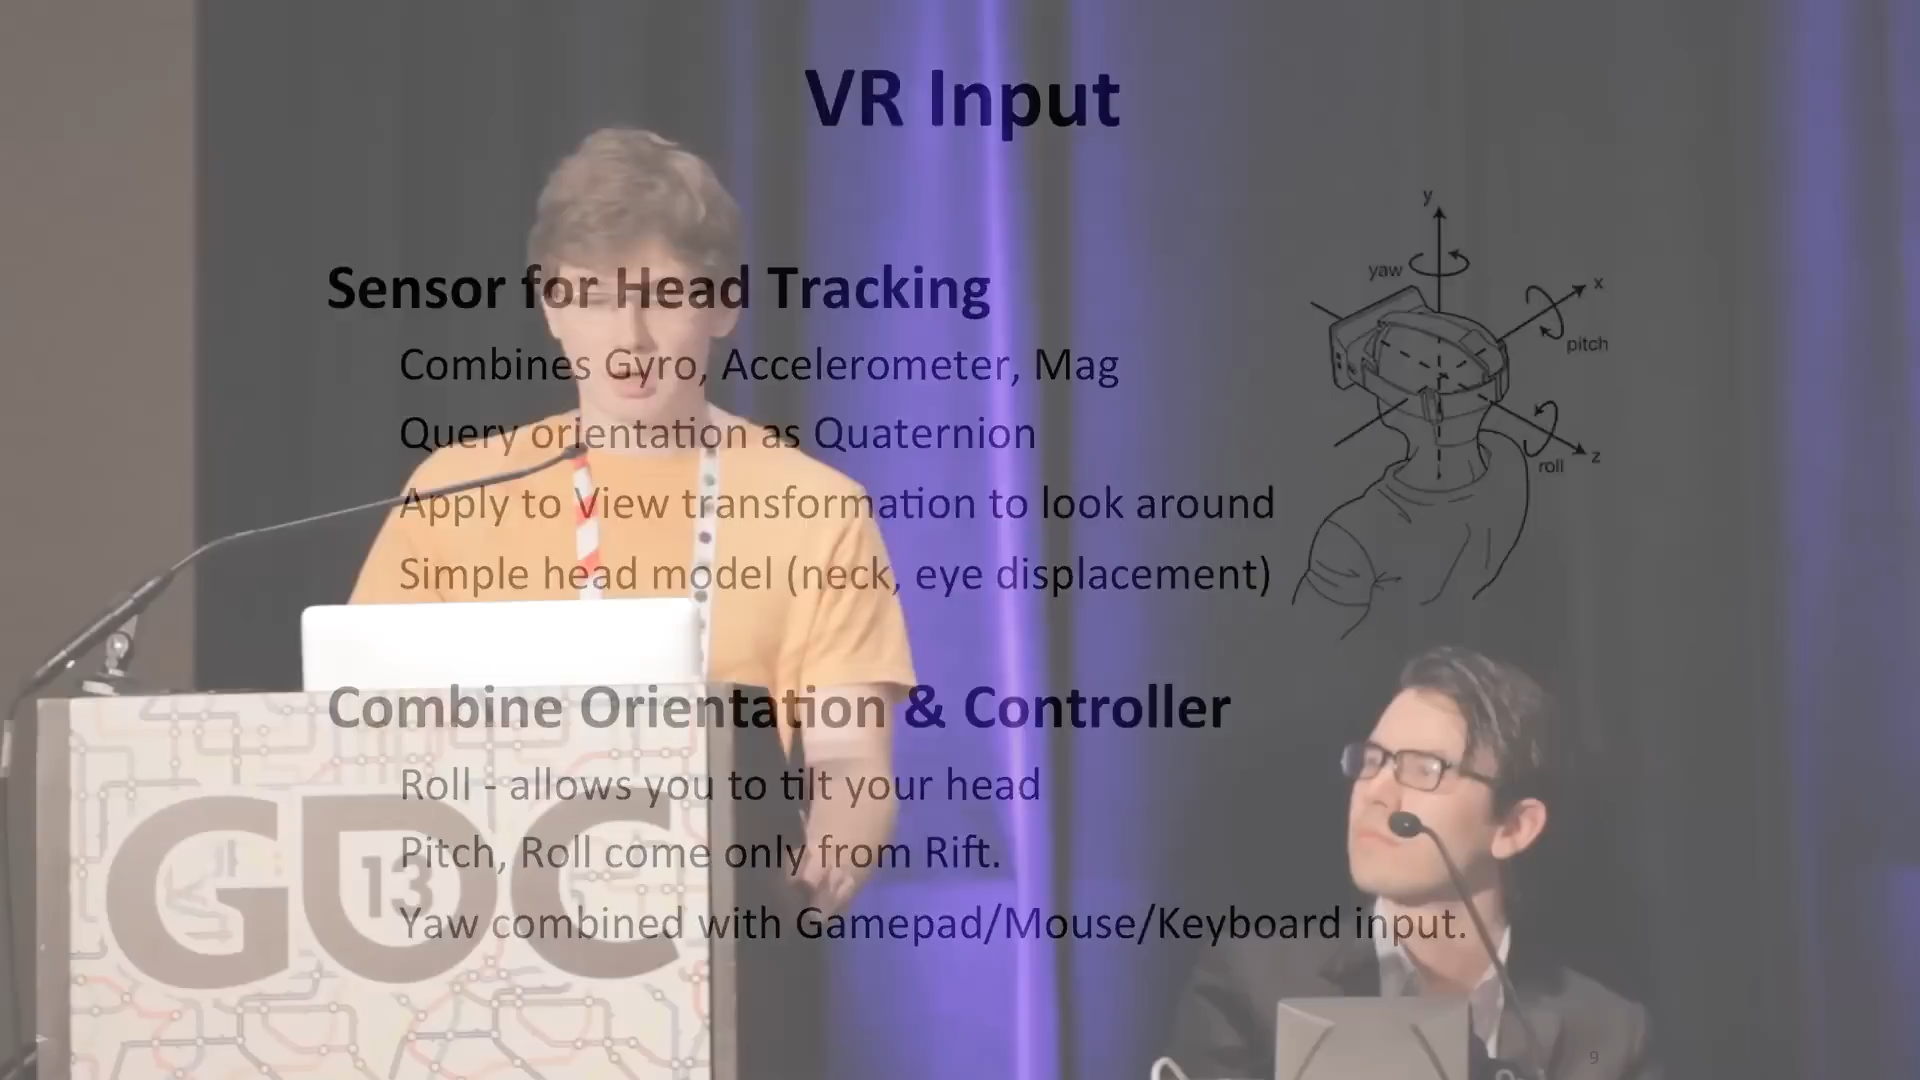 VR Input
Sensor for Head Tracking
Combines Gyro, Accelerometer, Mag
Query orientation as Quaternion
Apply to View transformation to look around
Simple head model (neck, eye displacement)
y
yaw
x
pitch
z
roll
Combine Orientation & Controller
Roll - allows you to tilt your head
Pitch, Roll come only from Rift.
Yaw combined with Gamepad/Mouse/Keyboard input.
GDC
13
9